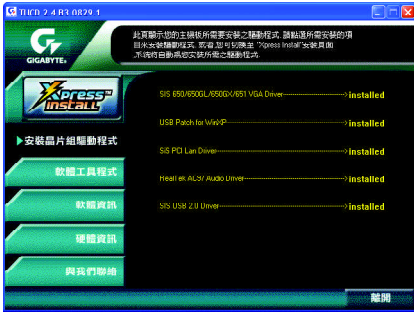 TUCD 2.4 B3.0829.1
GIGABYTE™
此頁顯示您的主機板所需要安裝之驅動程式. 請點選所需安裝的項
目來安裝驅動程式. 或者,您可切換至 "Xpress Install"安裝頁面
,系統將自動為您安裝所需之驅動程式.
Xpress™
INSTALL
SIS 650/650GL/650GX/651 VGA Driver
installed
USB Patch for WinXP
installed
安裝晶片組驅動程式
SiS PCI Lan Driver
installed
軟體工具程式
RealTek AC97 Audio Driver
installed
軟體資訊
SIS USB 2.0 Driver
installed
硬體資訊
與我們聯絡
離開